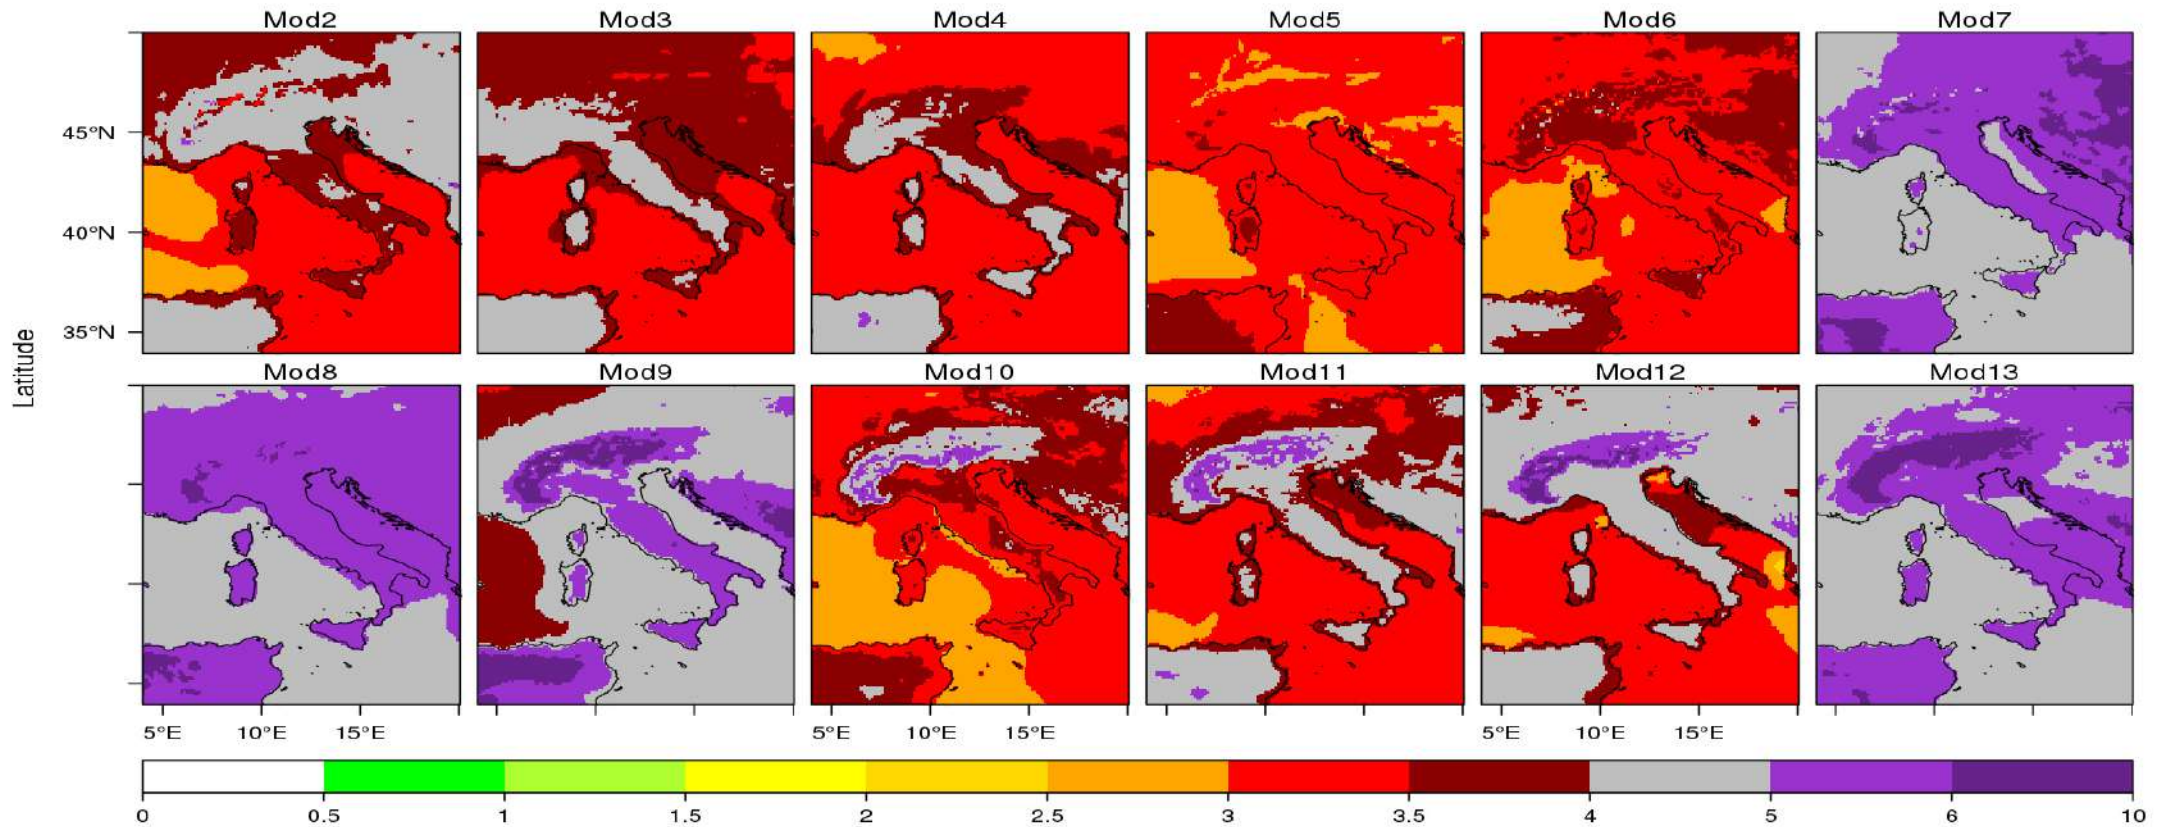 Mod2 Mod3 Mod4 Mod5 Mod6 Mod7
45°N
40°N
35°N
Latitude
Mod8 Mod9 Mod10 Mod11 Mod12 Mod13
5°E 10°E 15°E 5°E 10°E 15°E 5°E 10°E 15°E
0 0.5 1 1.5 2 2.5 3 3.5 4 5 6 10